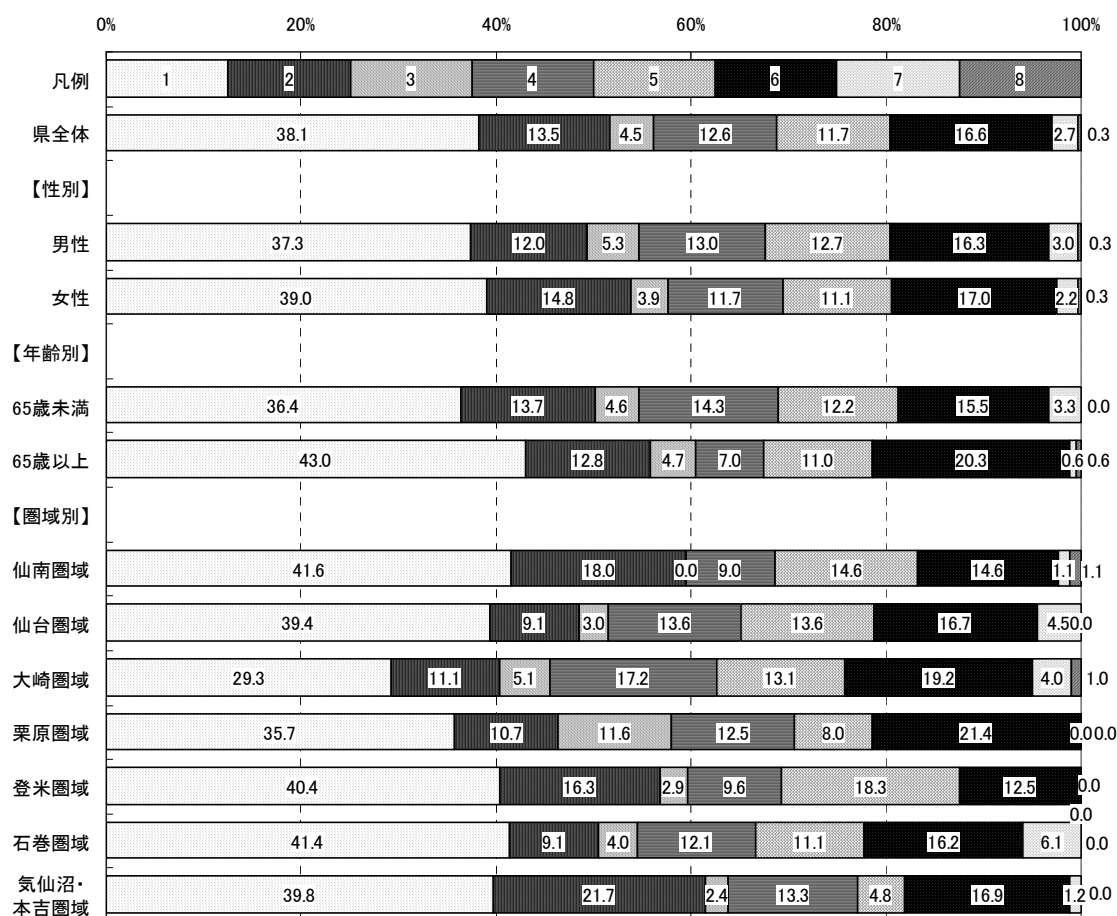 0% 20% 40% 60% 80% 100%
凡例 1 2 3 4 5 6 7 8
県全体 38.1 13.5 4.5 12.6 11.7 16.6 2.7 0.3
【性別】
男性 37.3 12.0 5.3 13.0 12.7 16.3 3.0 0.3
女性 39.0 14.8 3.9 11.7 11.1 17.0 2.2 0.3
【年齢別】
65歳未満 36.4 13.7 4.6 14.3 12.2 15.5 3.3 0.0
65歳以上 43.0 12.8 4.7 7.0 11.0 20.3 0.6 0.6
【圏域別】
仙南圏域 41.6 18.0 0.0 9.0 14.6 14.6 1.1 1.1
仙台圏域 39.4 9.1 3.0 13.6 13.6 16.7 4.5 0.0
大崎圏域 29.3 11.1 5.1 17.2 13.1 19.2 4.0 1.0
栗原圏域 35.7 10.7 11.6 12.5 8.0 21.4 0.0 0.0
登米圏域 40.4 16.3 2.9 9.6 18.3 12.5 0.0
0.0
石巻圏域 41.4 9.1 4.0 12.1 11.1 16.2 6.1 0.0
気仙沼・
本吉圏域 39.8 21.7 2.4 13.3 4.8 16.9 1.2 0.0